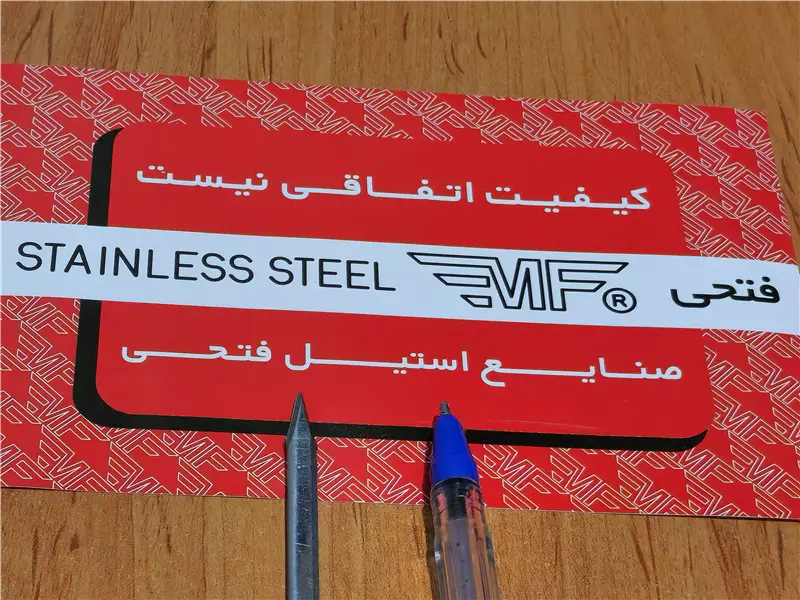 کیفیت اتفاقی نیست
STAINLESS STEEL MF® فتحی
صنایع استیل فتحی